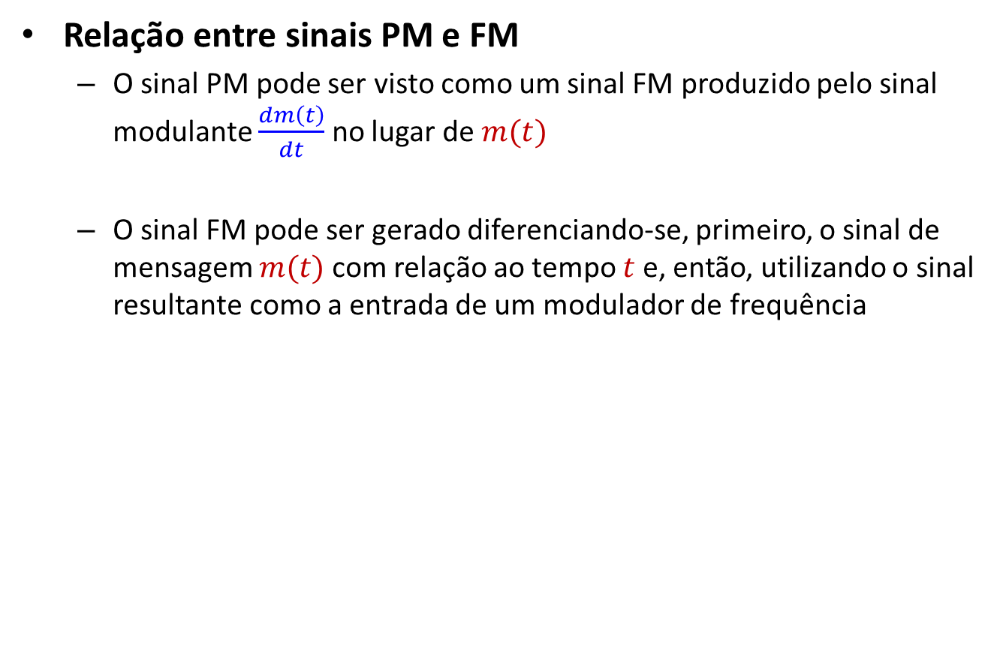 • Relação entre sinais PM e FM
– O sinal PM pode ser visto como um sinal FM produzido pelo sinal
modulante dm(t)/dt no lugar de m(t)
– O sinal FM pode ser gerado diferenciando-se, primeiro, o sinal de
mensagem m(t) com relação ao tempo t e, então, utilizando o sinal
resultante como a entrada de um modulador de frequência